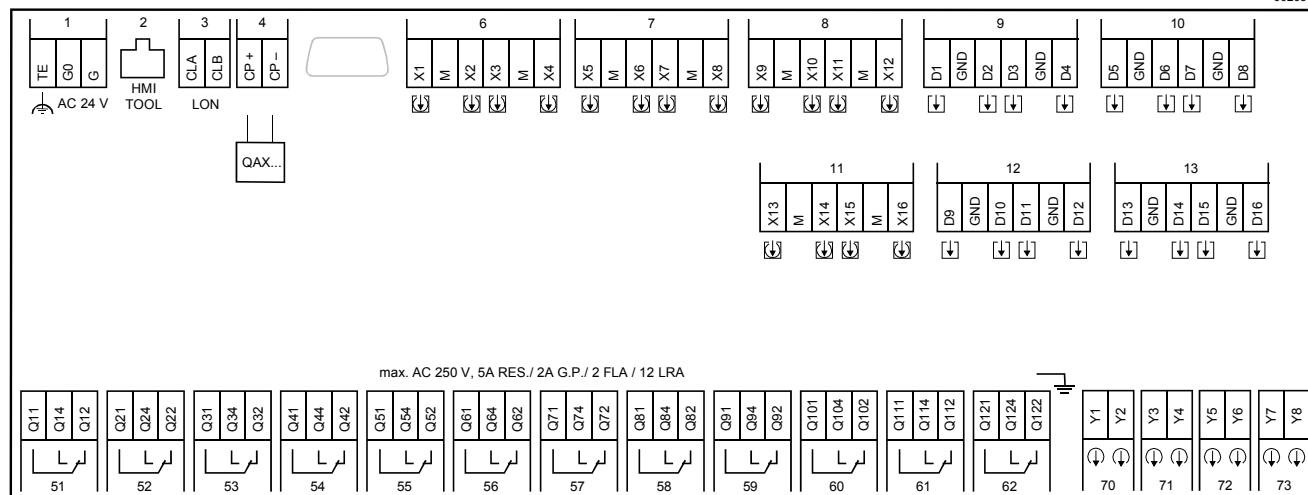 1 2 3 4 6 7 8 9 10
TE G0 G CLA CLB CP + CP – X1 M X2 X3 M X4 X5 M X6 X7 M X8 X9 M X10 X11 M X12 D1 GND D2 D3 GND D4 D5 GND D6 D7 GND D8
AC 24 V HMI TOOL LON
QAX...
11 12 13
X13 M X14 X15 M X16 D9 GND D10 D11 GND D12 D13 GND D14 D15 GND D16
max. AC 250 V, 5A RES./ 2A G.P./ 2 FLA / 12 LRA
Q11 Q14 Q12 Q21 Q24 Q22 Q31 Q34 Q32 Q41 Q44 Q42 Q51 Q54 Q52 Q61 Q64 Q62 Q71 Q74 Q72 Q81 Q84 Q82 Q91 Q94 Q92 Q101 Q104 Q102 Q111 Q114 Q112 Q121 Q124 Q122 Y1 Y2 Y3 Y4 Y5 Y6 Y7 Y8
51 52 53 54 55 56 57 58 59 60 61 62 70 71 72 73